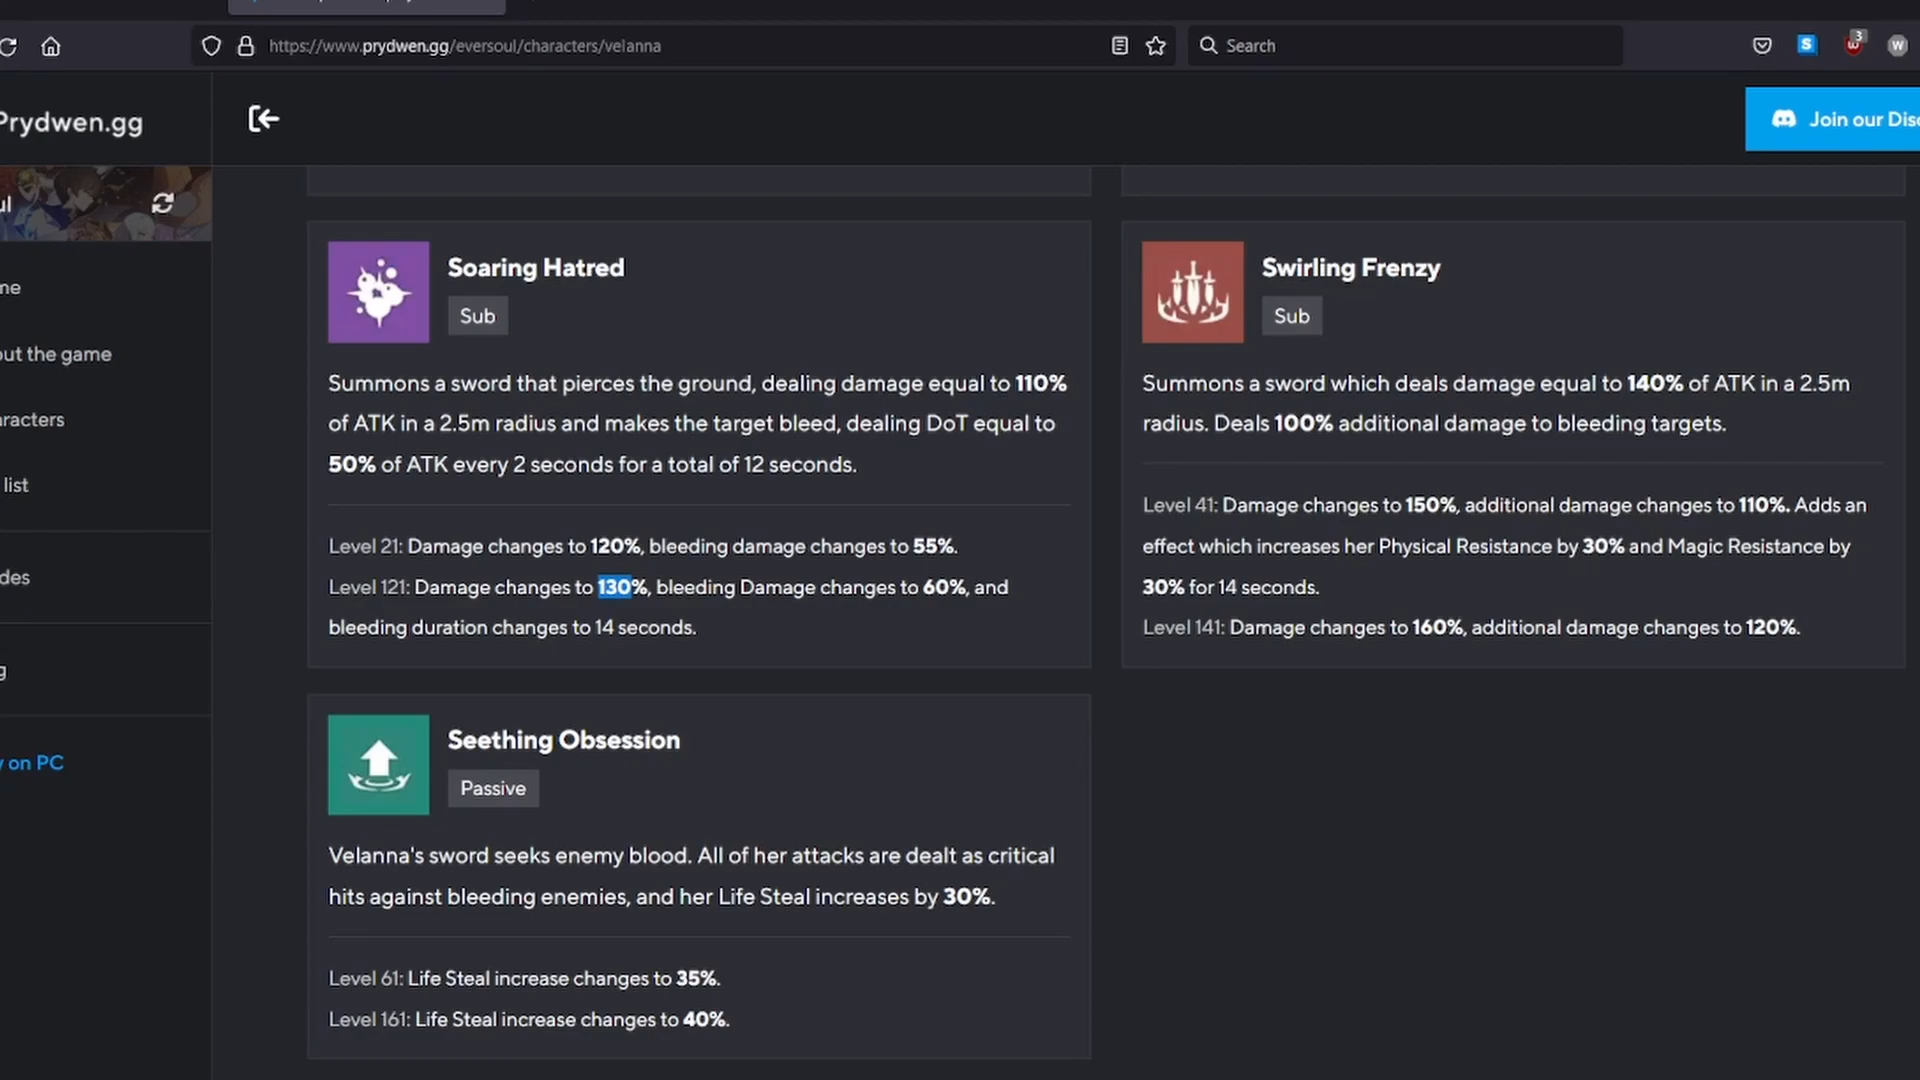 https://www.prydwen.gg/eversoul/characters/velanna
Search
3
S
W
Prydwen.gg
Join our Disc
ul
me
out the game
aracters
list
des
g
y on PC
Soaring Hatred
Sub
Summons a sword that pierces the ground, dealing damage equal to 110%
of ATK in a 2.5m radius and makes the target bleed, dealing DoT equal to
50% of ATK every 2 seconds for a total of 12 seconds.
Level 21: Damage changes to 120%, bleeding damage changes to 55%.
Level 121: Damage changes to 130%, bleeding Damage changes to 60%, and
bleeding duration changes to 14 seconds.
Swirling Frenzy
Sub
Summons a sword which deals damage equal to 140% of ATK in a 2.5m
radius. Deals 100% additional damage to bleeding targets.
Level 41: Damage changes to 150%, additional damage changes to 110%. Adds an
effect which increases her Physical Resistance by 30% and Magic Resistance by
30% for 14 seconds.
Level 141: Damage changes to 160%, additional damage changes to 120%.
Seething Obsession
Passive
Velanna's sword seeks enemy blood. All of her attacks are dealt as critical
hits against bleeding enemies, and her Life Steal increases by 30%.
Level 61: Life Steal increase changes to 35%.
Level 161: Life Steal increase changes to 40%.